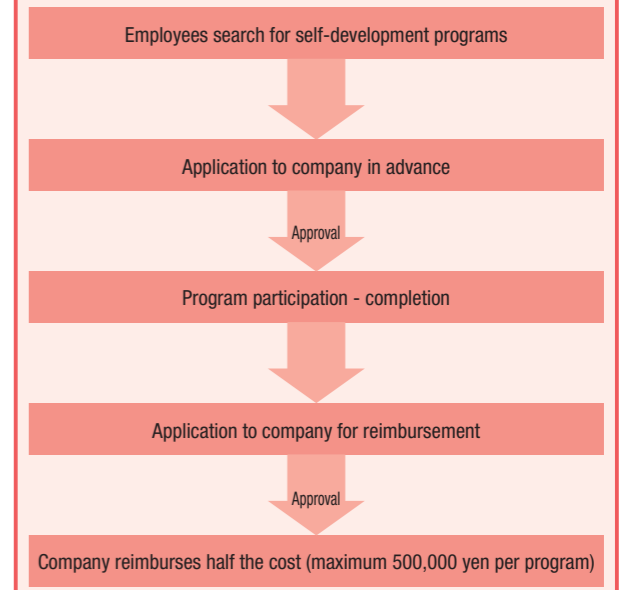 Employees search for self-development programs
Application to company in advance
Approval
Program participation - completion
Application to company for reimbursement
Approval
Company reimburses half the cost (maximum 500,000 yen per program)